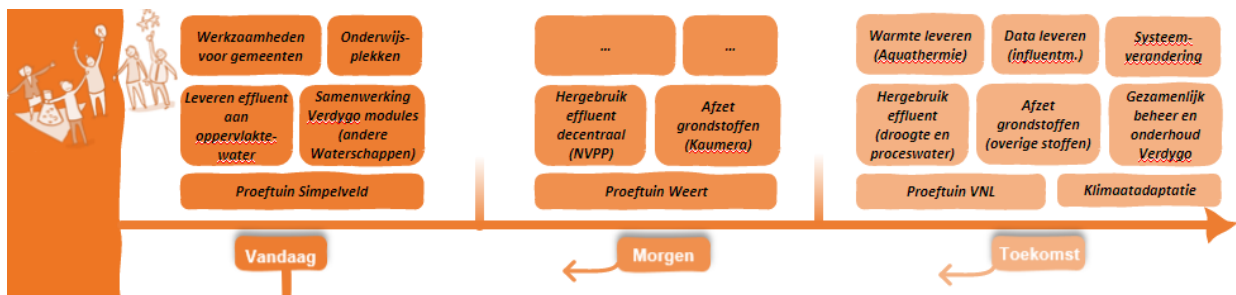 Werkzaamheden
voor gemeenten
Onderwijs-
plekken
Leveren effluent
aan
oppervlakte-
water
Samenwerking
Verdygo modules
(andere
Waterschappen)
Proeftuin Simpelveld
...
...
Hergebruik
effluent
decentraal
(NVPP)
Afzet
grondstoffen
(Kaumera)
Proeftuin Weert
Warmte leveren
(Aquathermie)
Data leveren
(influentm.)
Systeem-
verandering
Hergebruik
effluent
(droogte en
proceswater)
Afzet
grondstoffen
(overige stoffen)
Gezamenlijk
beheer en
onderhoud
Verdygo
Proeftuin VNL
Klimaatadaptatie
Vandaag
Morgen
Toekomst